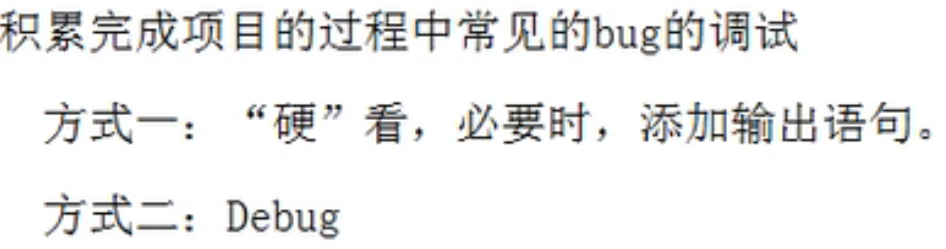 积累完成项目的过程中常见的bug的调试
方式一：“硬”看，必要时，添加输出语句。
方式二：Debug